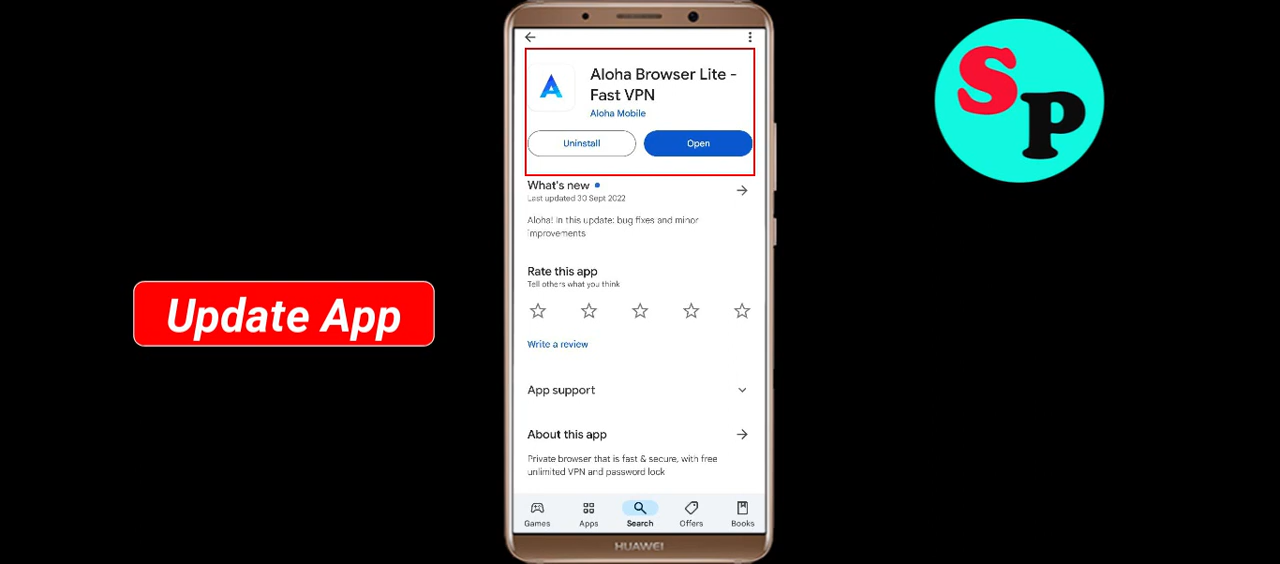 Aloha Browser Lite -
Fast VPN
Aloha Mobile
Uninstall
Open
What's new
Last updated 30 Sept 2022
Aloha! In this update: bug fixes and minor
improvements
Rate this app
Tell others what you think
Write a review
App support
About this app
Private browser that is fast & secure, with free
unlimited VPN and password lock
Games
Apps
Search
Offers
Books
HUAWEI
Update App
SP